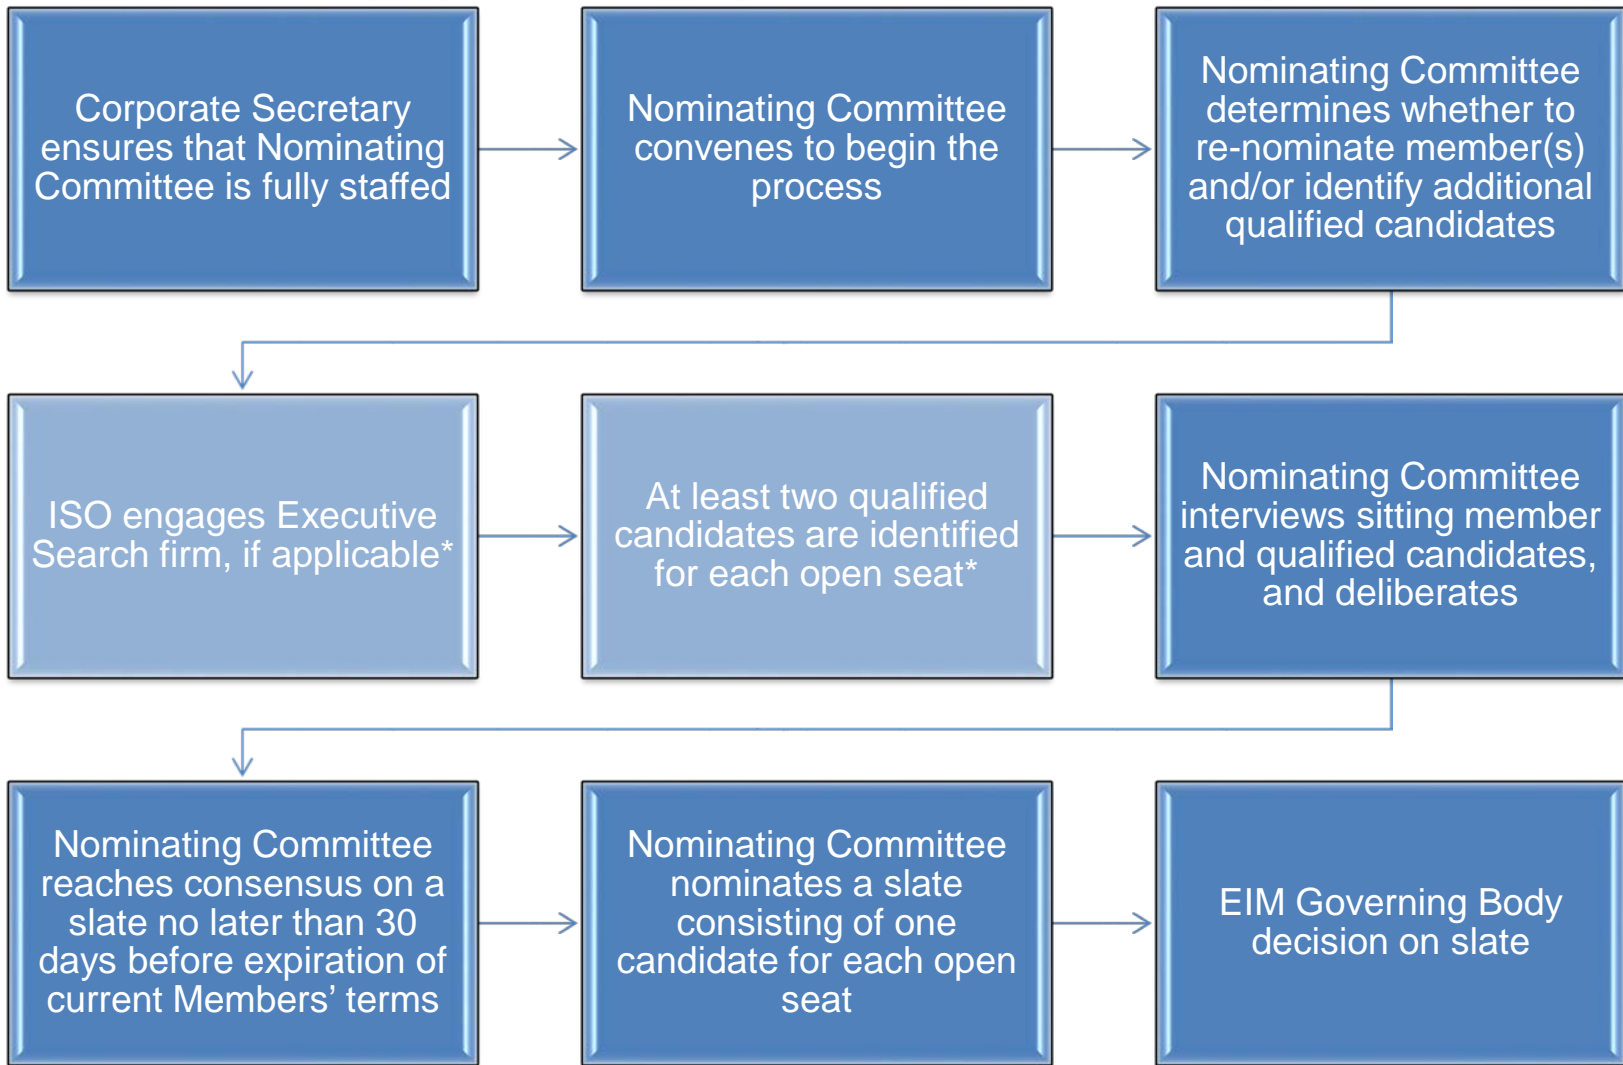 Corporate Secretary
ensures that Nominating
Committee is fully staffed
Nominating Committee
convenes to begin the
process
Nominating Committee
determines whether to
re-nominate member(s)
and/or identify additional
qualified candidates
ISO engages Executive
Search firm, if applicable*
At least two qualified
candidates are identified
for each open seat*
Nominating Committee
interviews sitting member
and qualified candidates,
and deliberates
Nominating Committee
reaches consensus on a
slate no later than 30
days before expiration of
current Members’ terms
Nominating Committee
nominates a slate
consisting of one
candidate for each open
seat
EIM Governing Body
decision on slate